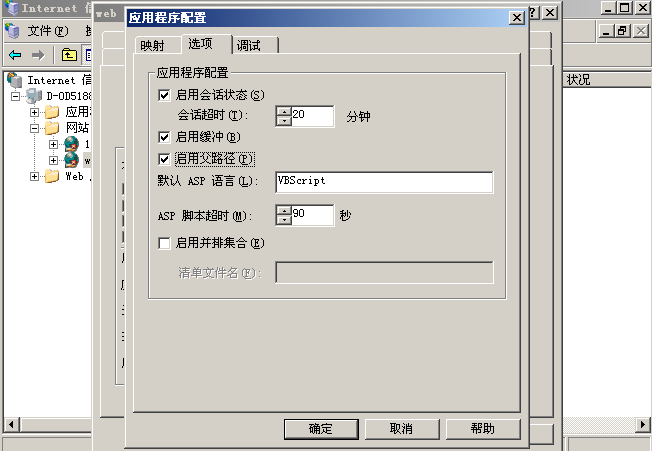 Internet 信
web
应用程序配置
文件(F)
映射
选项
调试
Internet 信
状况
D-OD5188
应用程序配置
启用会话状态(S)
会话超时(T):
20
分钟
网站
启用缓冲(B)
1
启用父路径(P)
w
Web
默认 ASP 语言(L):
VBScript
ASP 脚本超时(M):
90
秒
启用并排集合(E)
清单文件名(F):
确定
取消
帮助